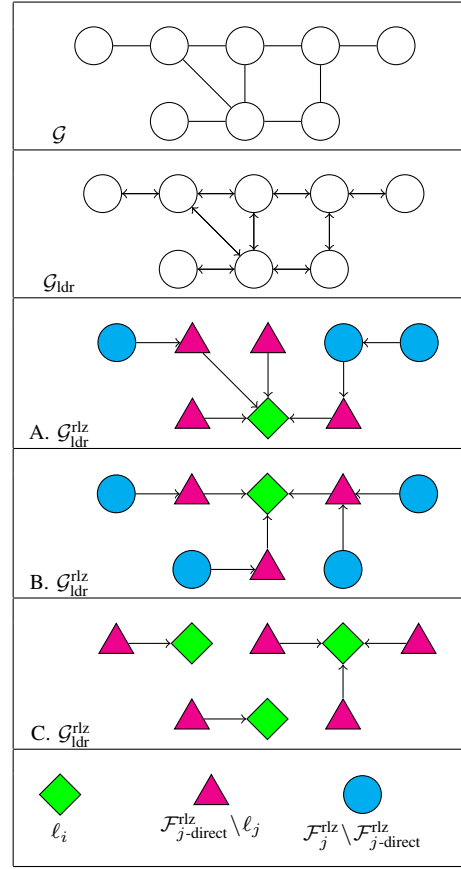 𝒢
𝒢_ldr
A. 𝒢_ldr^rlz
B. 𝒢_ldr^rlz
C. 𝒢_ldr^rlz
ℓ_i
ℱ_{j-direct}^rlz \ ℓ_j
ℱ_j^rlz \ ℱ_{j-direct}^rlz